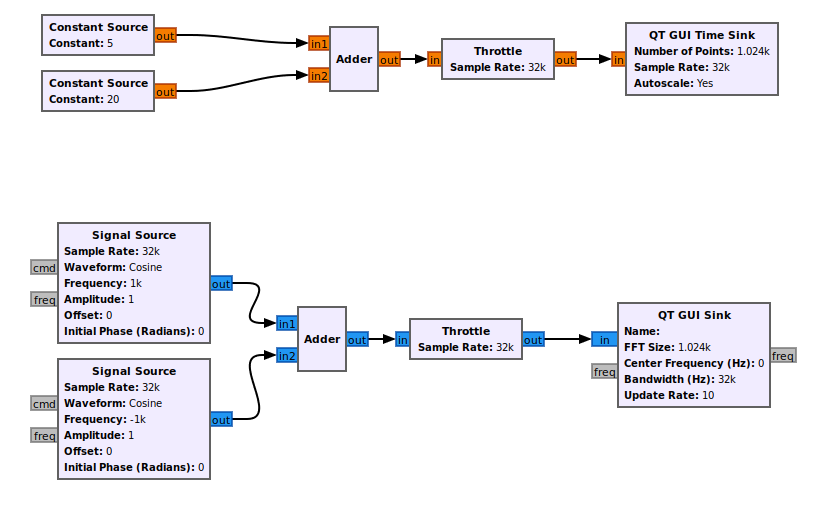 Constant Source
Constant: 5
out
Constant Source
Constant: 20
out
in1
in2
Adder
out
in
Throttle
Sample Rate: 32k
out
in
QT GUI Time Sink
Number of Points: 1.024k
Sample Rate: 32k
Autoscale: Yes
Signal Source
Sample Rate: 32k
Waveform: Cosine
Frequency: 1k
Amplitude: 1
Offset: 0
Initial Phase (Radians): 0
cmd
freq
out
Signal Source
Sample Rate: 32k
Waveform: Cosine
Frequency: -1k
Amplitude: 1
Offset: 0
Initial Phase (Radians): 0
cmd
freq
out
in1
in2
Adder
out
in
Throttle
Sample Rate: 32k
out
in
freq
QT GUI Sink
Name:
FFT Size: 1.024k
Center Frequency (Hz): 0
Bandwidth (Hz): 32k
Update Rate: 10
freq